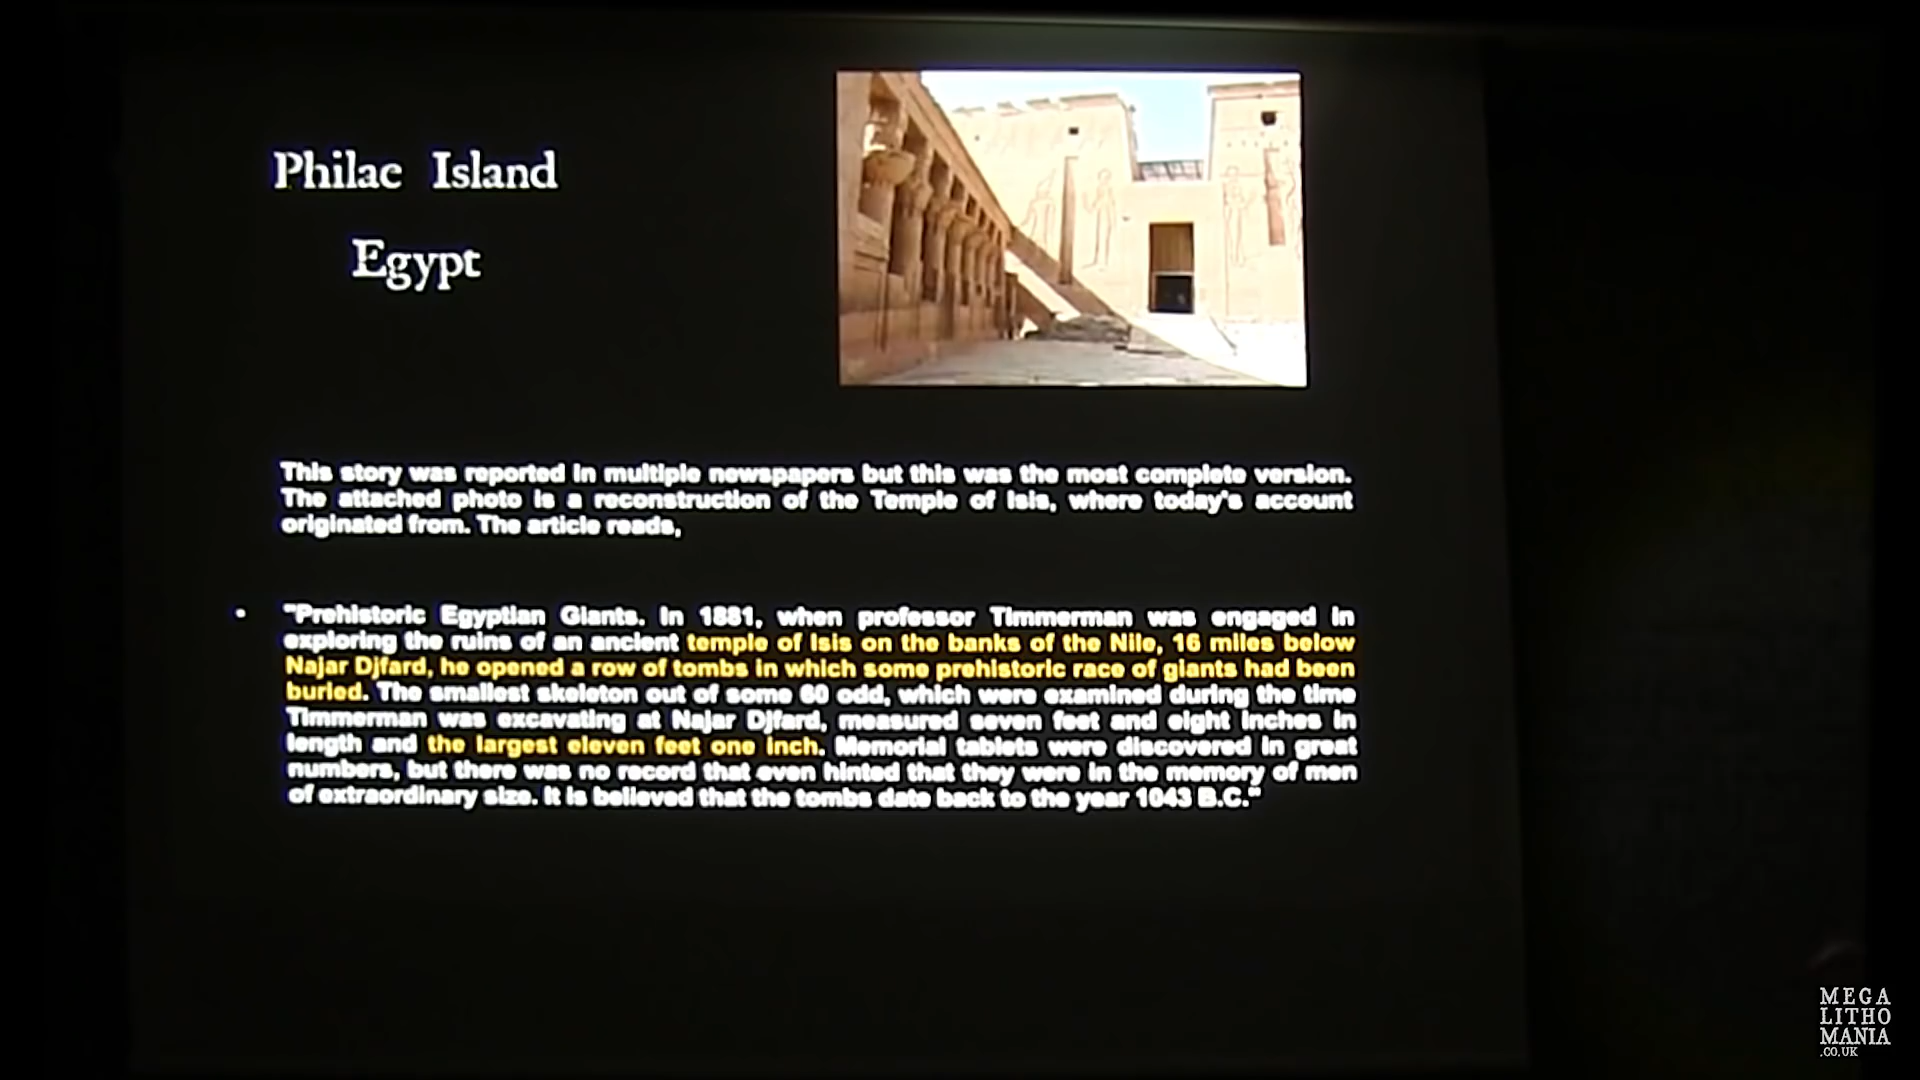 Philae Island
Egypt
This story was reported in multiple newspapers but this was the most complete version.
The attached photo is a reconstruction of the Temple of Isis, where today's account
originated from. The article reads,
• "Prehistoric Egyptian Giants. In 1881, when professor Timmerman was engaged in
exploring the ruins of an ancient temple of Isis on the banks of the Nile, 16 miles below
Najar Djfard, he opened a row of tombs in which some prehistoric race of giants had been
buried. The smallest skeleton out of some 60 odd, which were examined during the time
Timmerman was excavating at Najar Djfard, measured seven feet and eight inches in
length and the largest eleven feet one inch. Memorial tablets were discovered in great
numbers, but there was no record that even hinted that they were in the memory of men
of extraordinary size. It is believed that the tombs date back to the year 1043 B.C."
MEGA
LITHO
MANIA
.CO.UK